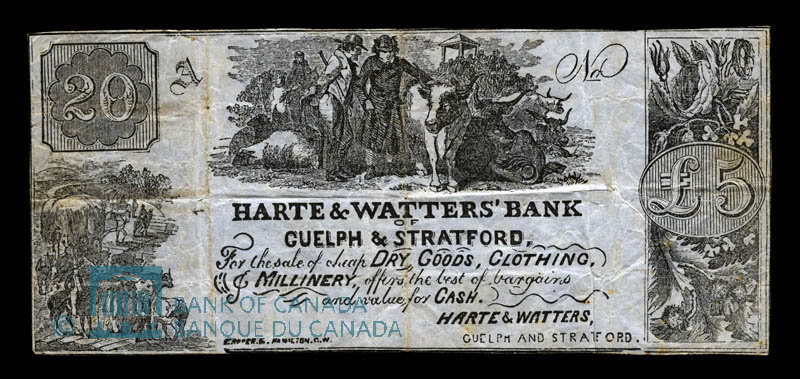 20
A
No
HARTE & WATTERS' BANK
OF
GUELPH & STRATFORD,
For the sale of cheap DRY, GOODS, CLOTHING,
& MILLINERY, offers the best of bargains
and value for CASH.
HARTE & WATTERS,
GUELPH AND STRATFORD.
HAMILTON. C.W.
£5
© BANK OF CANADA
BANQUE DU CANADA